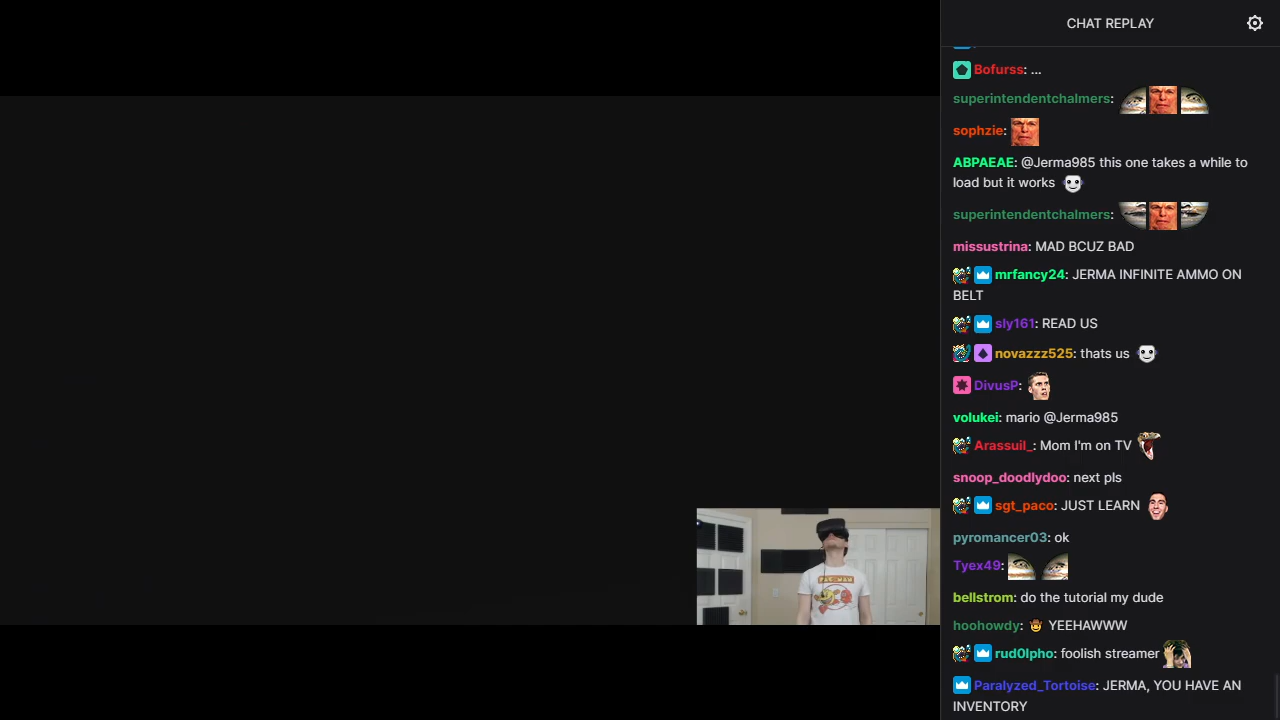 CHAT REPLAY
Bofurss: ...
superintendentchalmers:
sophzie:
ABPAEAE: @Jerma985 this one takes a while to
load but it works
superintendentchalmers:
missustrina: MAD BCUZ BAD
mrfancy24: JERMA INFINITE AMMO ON
BELT
sly161: READ US
novazzz525: thats us
DivusP:
volukei: mario @Jerma985
Arassuil_: Mom I'm on TV
snoop_doodlydoo: next pls
sgt_paco: JUST LEARN
pyromancer03: ok
Tyex49:
bellstrom: do the tutorial my dude
hoohowdy: YEEHAWWW
rud0lpho: foolish streamer
Paralyzed_Tortoise: JERMA, YOU HAVE AN
INVENTORY
PAC-MAN